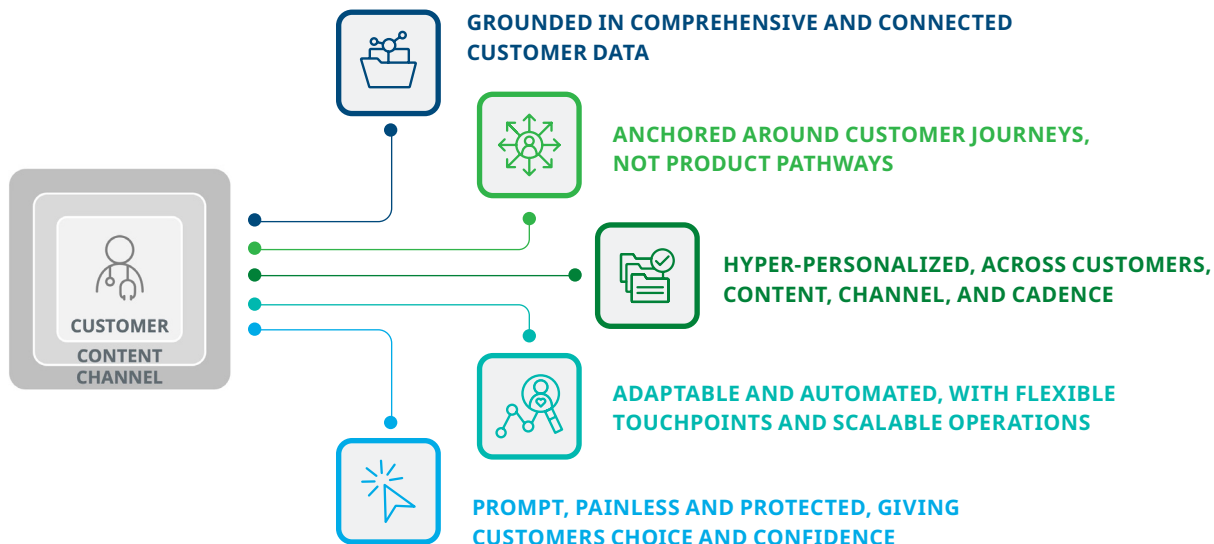 GROUNDED IN COMPREHENSIVE AND CONNECTED
CUSTOMER DATA
ANCHORED AROUND CUSTOMER JOURNEYS,
NOT PRODUCT PATHWAYS
HYPER-PERSONALIZED, ACROSS CUSTOMERS,
CONTENT, CHANNEL, AND CADENCE
CUSTOMER
CONTENT
CHANNEL
ADAPTABLE AND AUTOMATED, WITH FLEXIBLE
TOUCHPOINTS AND SCALABLE OPERATIONS
PROMPT, PAINLESS AND PROTECTED, GIVING
CUSTOMERS CHOICE AND CONFIDENCE